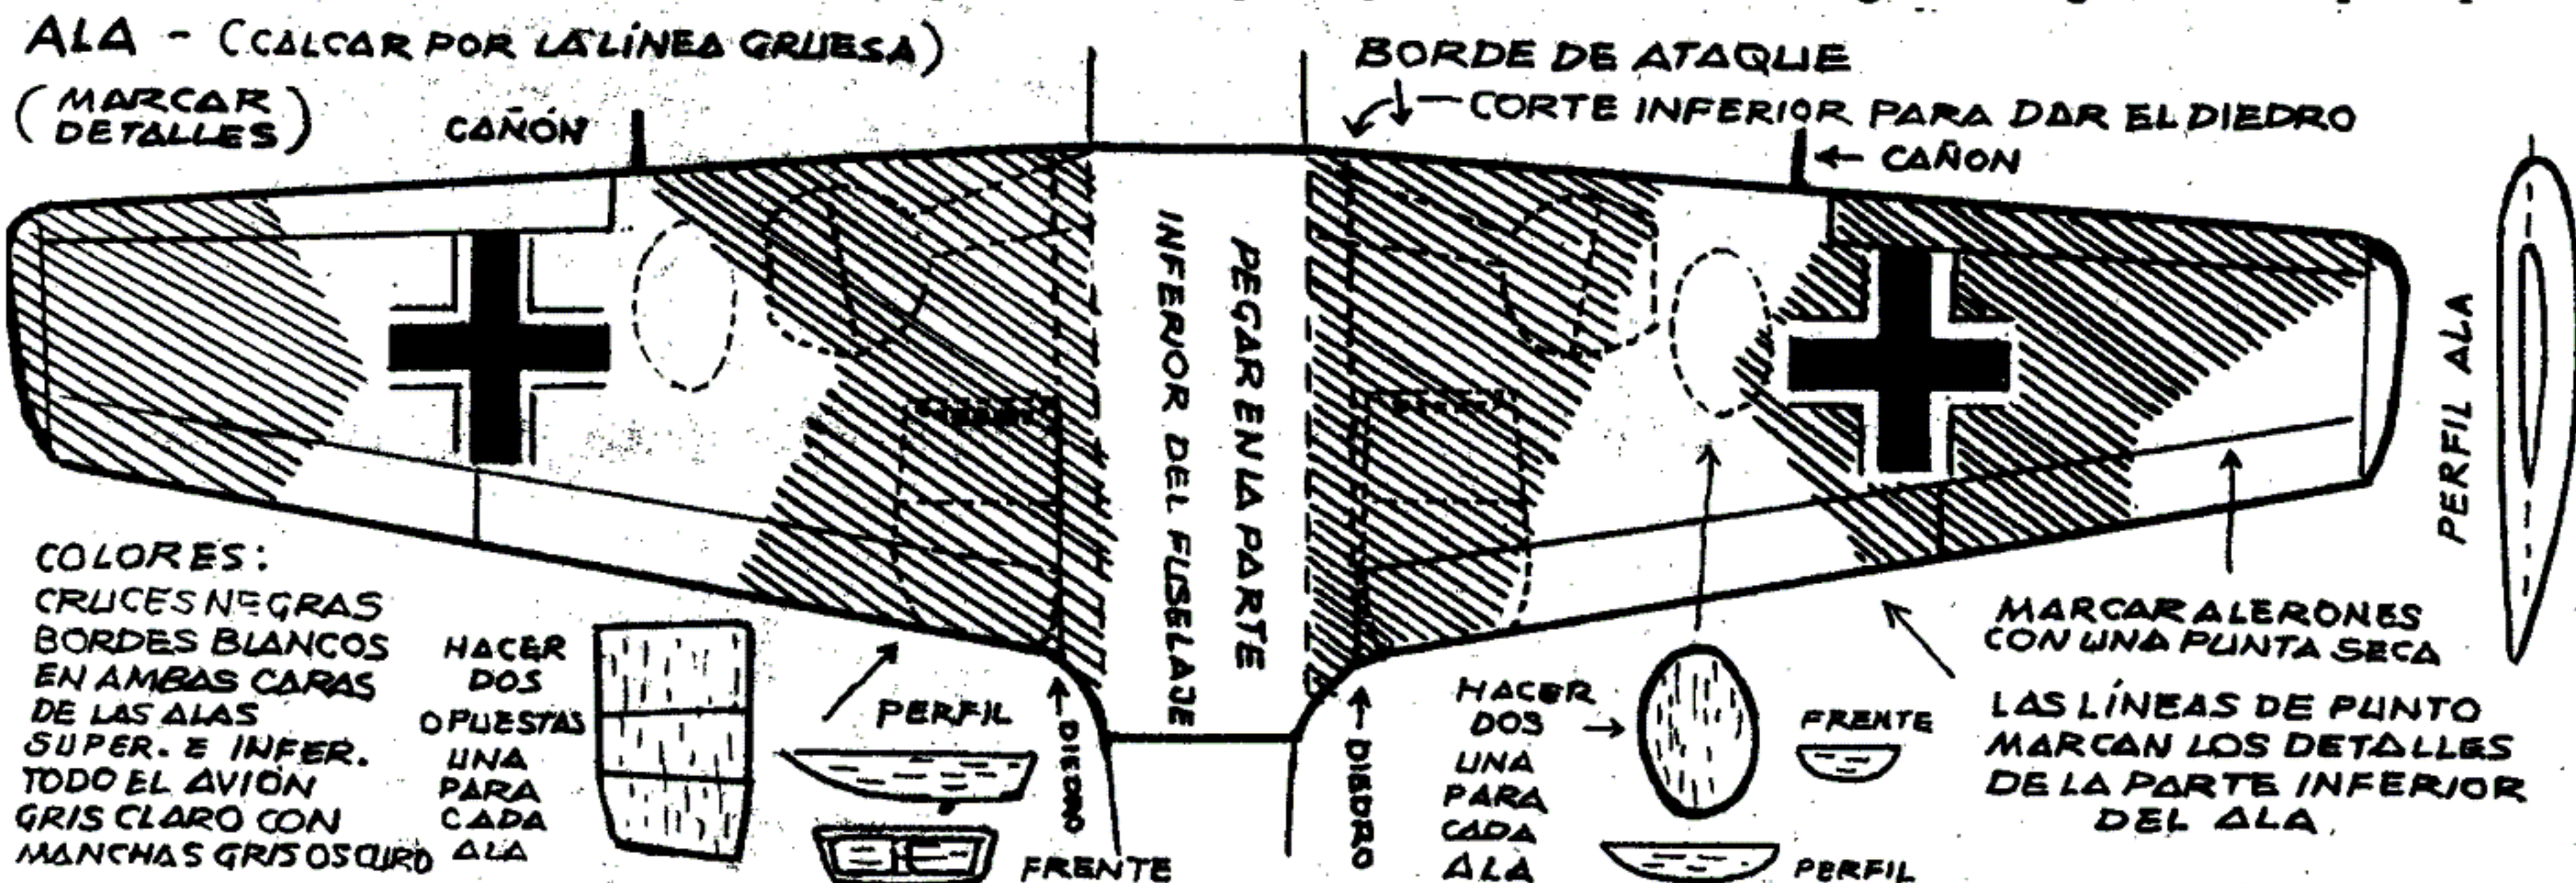 ALA - (CALCAR POR LA LÍNEA GRUESA)
(MARCAR
DETALLES)
CAÑÓN
BORDE DE ATAQUE
CORTE INFERIOR PARA DAR EL DIEDRO
CAÑON
PEGAR EN LA PARTE
INFERIOR DEL FUSELAJE
PERFIL ALA
COLORES:
CRUCES NEGRAS
BORDES BLANCOS
EN AMBAS CARAS
DE LAS ALAS
SUPER. E INFER.
TODO EL AVIÓN
GRIS CLARO CON
MANCHAS GRIS OSCURO
HACER
DOS
OPUESTAS
UNA
PARA
CADA
ALA
PERFIL
FRENTE
DIEDRO
DIEDRO
HACER
DOS
UNA
PARA
CADA
ALA
FRENTE
PERFIL
MARCAR ALERONES
CON UNA PUNTA SECA
LAS LÍNEAS DE PUNTO
MARCAN LOS DETALLES
DE LA PARTE INFERIOR
DEL ALA.